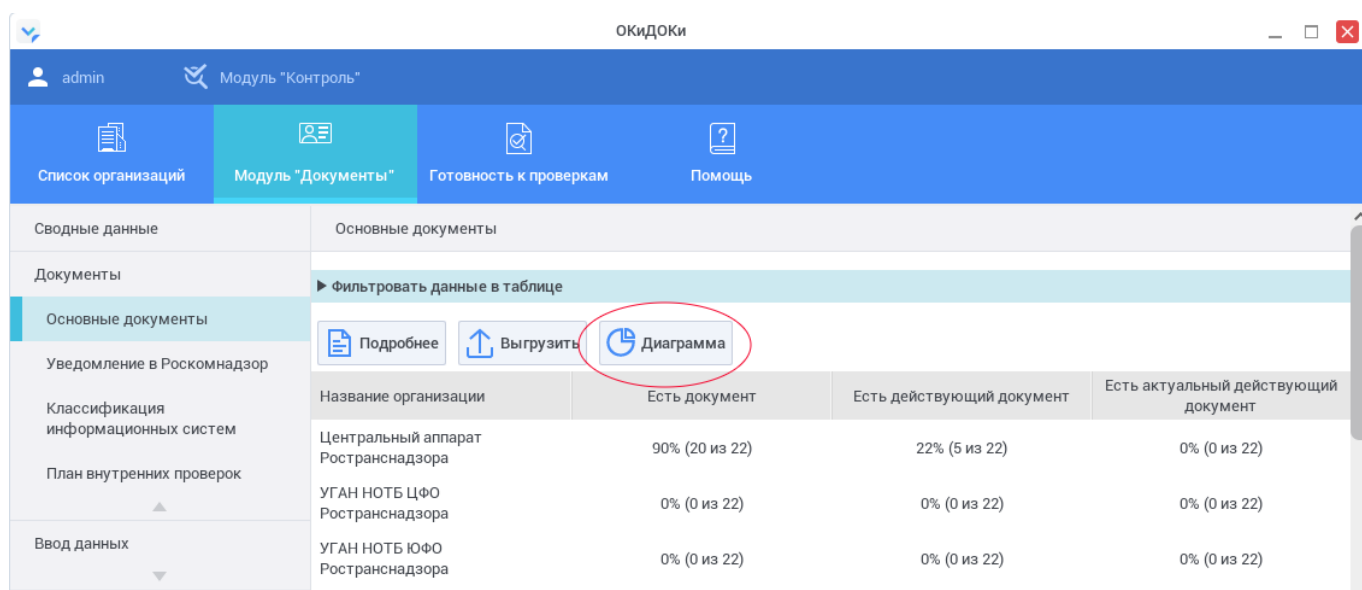 ОКиДОКи
admin
Модуль "Контроль"
Список организаций
Модуль "Документы"
Готовность к проверкам
Помощь
Сводные данные
Основные документы
Документы
Фильтровать данные в таблице
Основные документы
Подробнее
Выгрузить
Диаграмма
Уведомление в Роскомнадзор
Название организации
Есть документ
Есть действующий документ
Есть актуальный действующий
документ
Классификация
информационных систем
Центральный аппарат
Ространснадзора
90% (20 из 22)
22% (5 из 22)
0% (0 из 22)
План внутренних проверок
УГАН НОТБ ЦФО
Ространснадзора
0% (0 из 22)
0% (0 из 22)
0% (0 из 22)
Ввод данных
УГАН НОТБ ЮФО
Ространснадзора
0% (0 из 22)
0% (0 из 22)
0% (0 из 22)